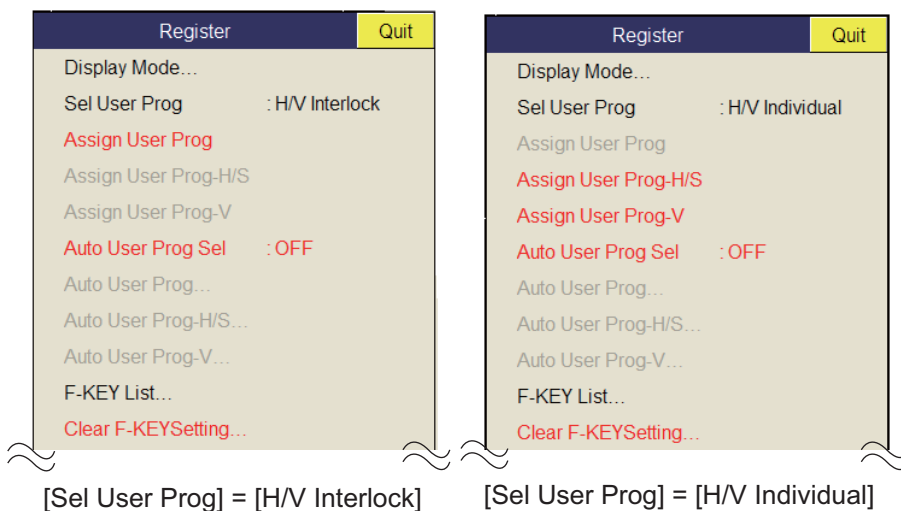 Register Quit
Display Mode...
Sel User Prog : H/V Interlock
Assign User Prog
Assign User Prog-H/S
Assign User Prog-V
Auto User Prog Sel : OFF
Auto User Prog...
Auto User Prog-H/S...
Auto User Prog-V...
F-KEY List...
Clear F-KEYSetting...
[Sel User Prog] = [H/V Interlock]
Register Quit
Display Mode...
Sel User Prog : H/V Individual
Assign User Prog
Assign User Prog-H/S
Assign User Prog-V
Auto User Prog Sel : OFF
Auto User Prog...
Auto User Prog-H/S...
Auto User Prog-V...
F-KEY List...
Clear F-KEYSetting...
[Sel User Prog] = [H/V Individual]